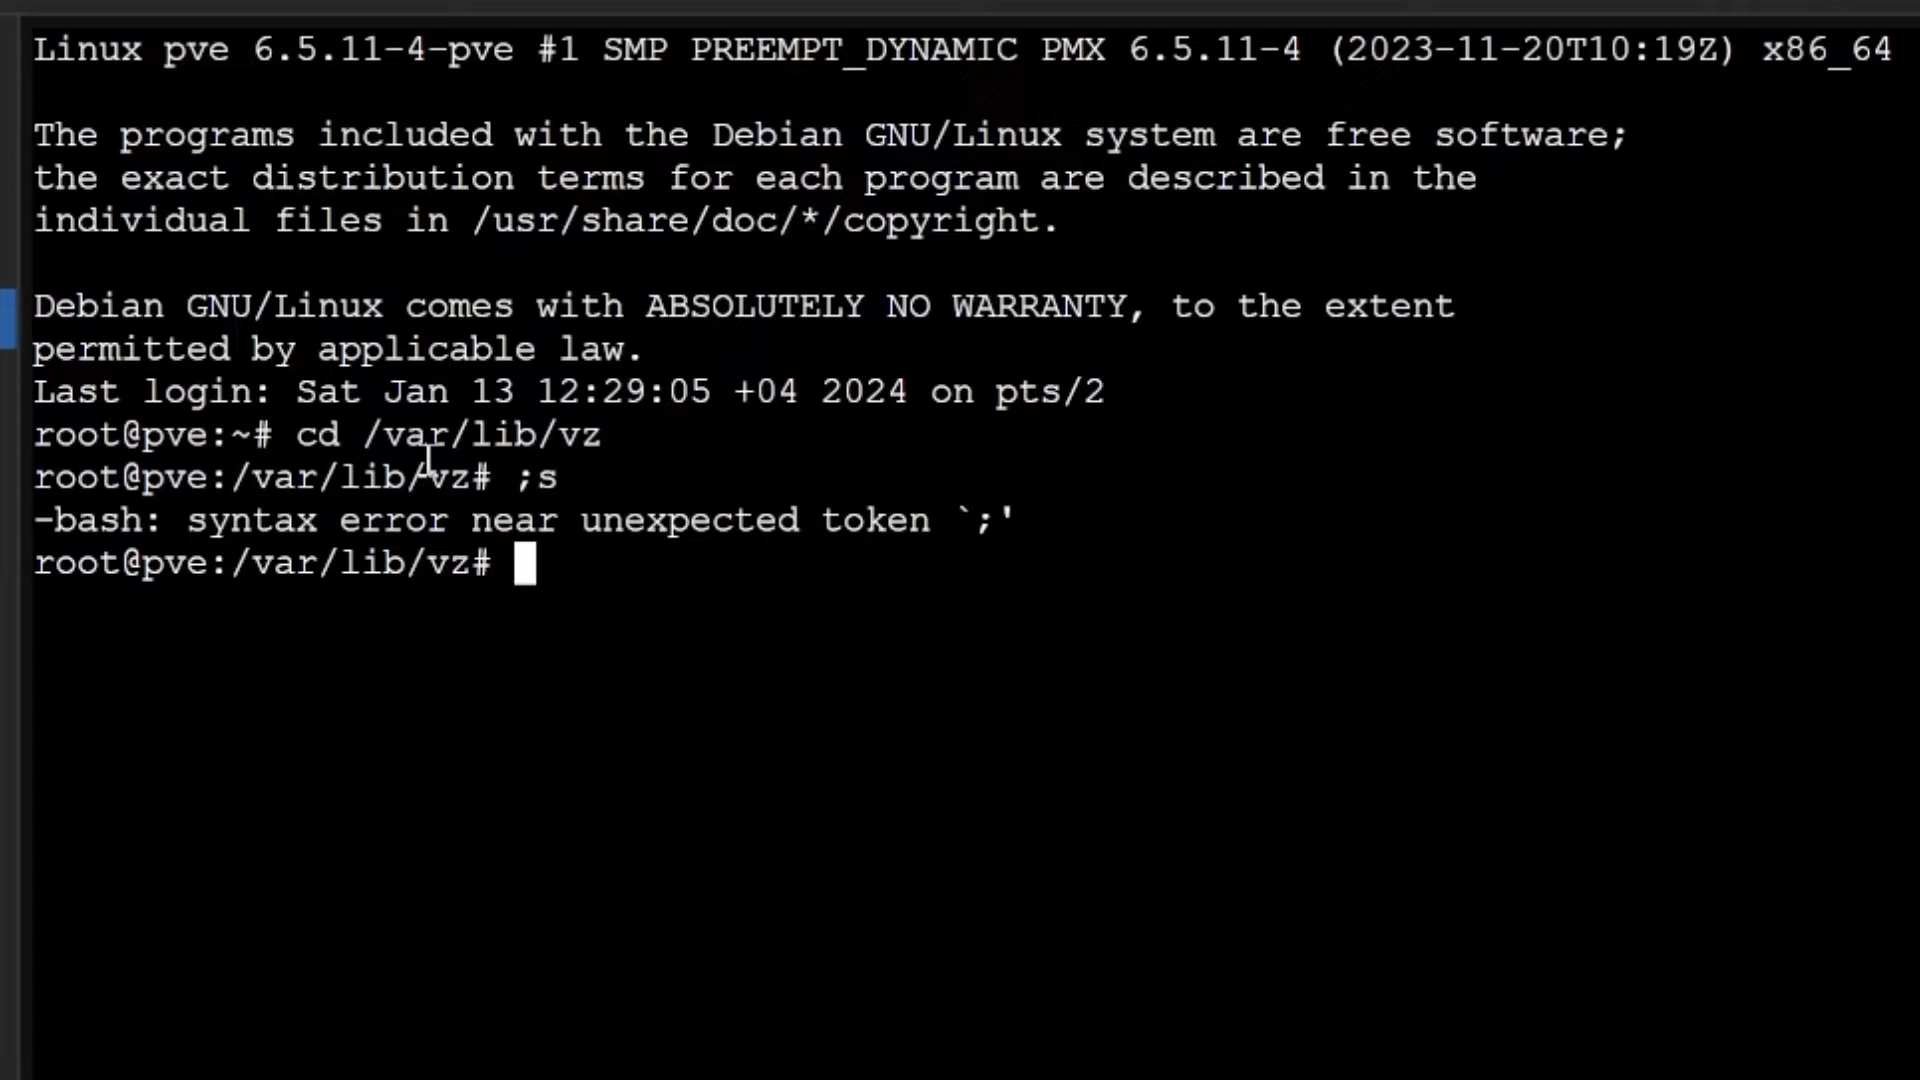 Linux pve 6.5.11-4-pve #1 SMP PREEMPT_DYNAMIC PMX 6.5.11-4 (2023-11-20T10:19Z) x86_64
The programs included with the Debian GNU/Linux system are free software;
the exact distribution terms for each program are described in the
individual files in /usr/share/doc/*/copyright.
Debian GNU/Linux comes with ABSOLUTELY NO WARRANTY, to the extent
permitted by applicable law.
Last login: Sat Jan 13 12:29:05 +04 2024 on pts/2
root@pve:~# cd /var/lib/vz
root@pve:/var/lib/vz# ;s
-bash: syntax error near unexpected token `;'
root@pve:/var/lib/vz#